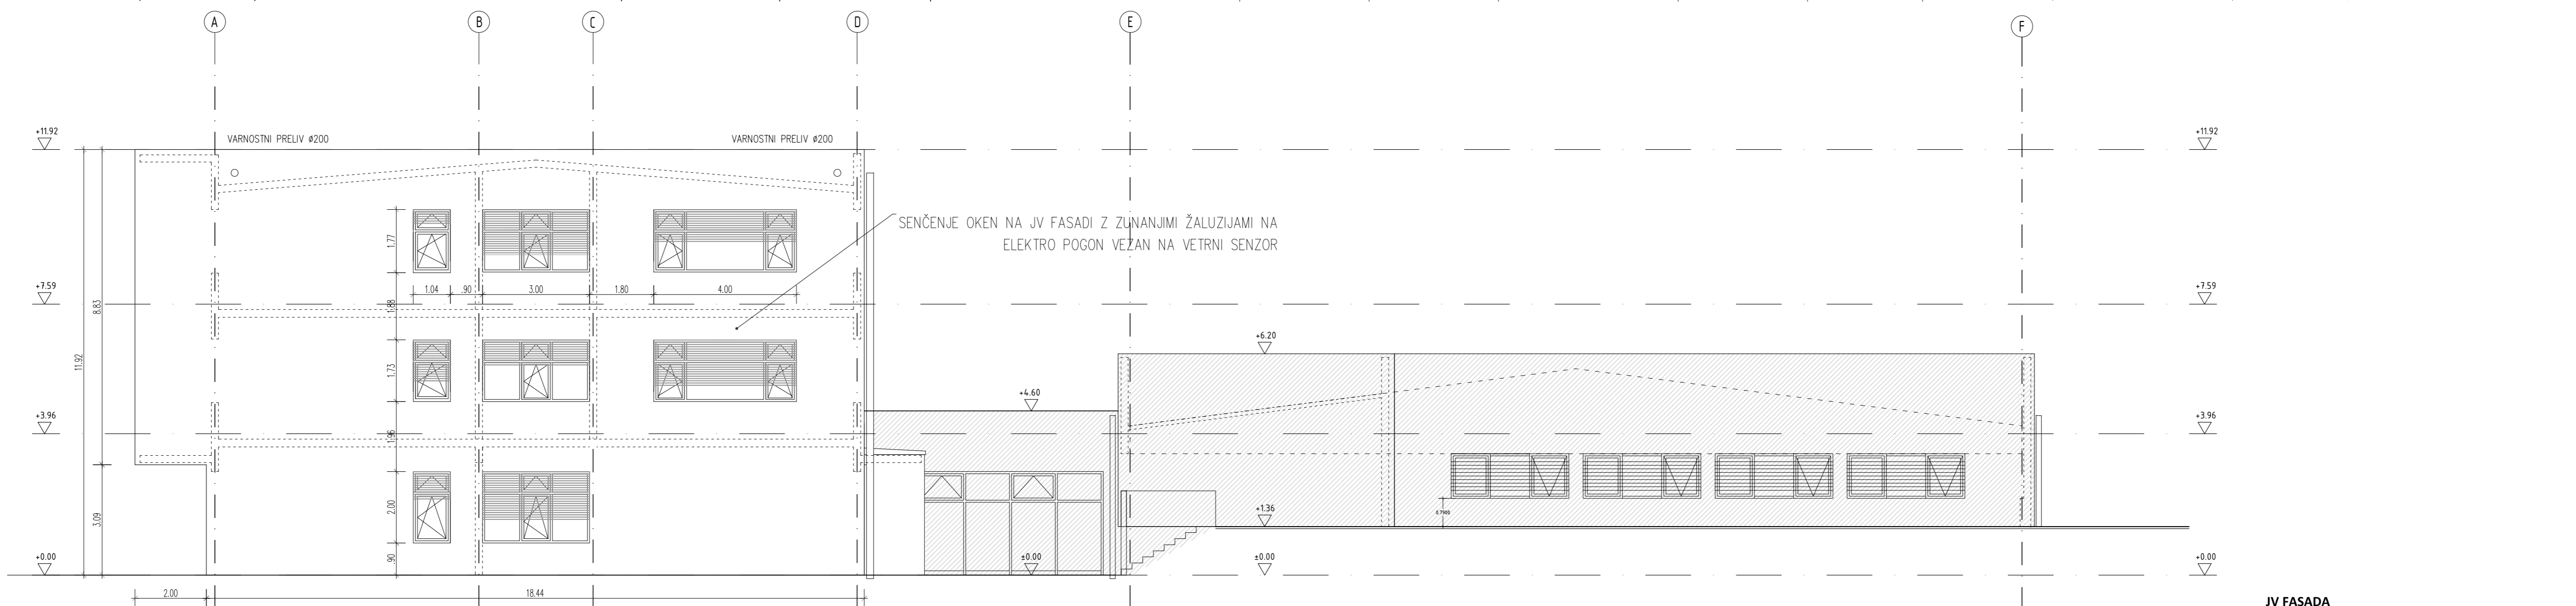 A B C D E F
VARNOSTNI PRELIV ø200 VARNOSTNI PRELIV ø200
+11.92 +11.92
SENČENJE OKEN NA JV FASADI Z ZUNANJIMI ŽALUZIJAMI NA
ELEKTRO POGON VEZAN NA VETRNI SENZOR
1.77
+7.59 1.04 .90 3.00 1.80 4.00 +7.59
8.83 1.88
+6.20
11.92 1.73
+4.60
+3.96 +3.96
1.96
3.09 2.00 +1.36
0.7900
+0.00 .90 ±0.00 ±0.00 +0.00
2.00 18.44
JV FASADA